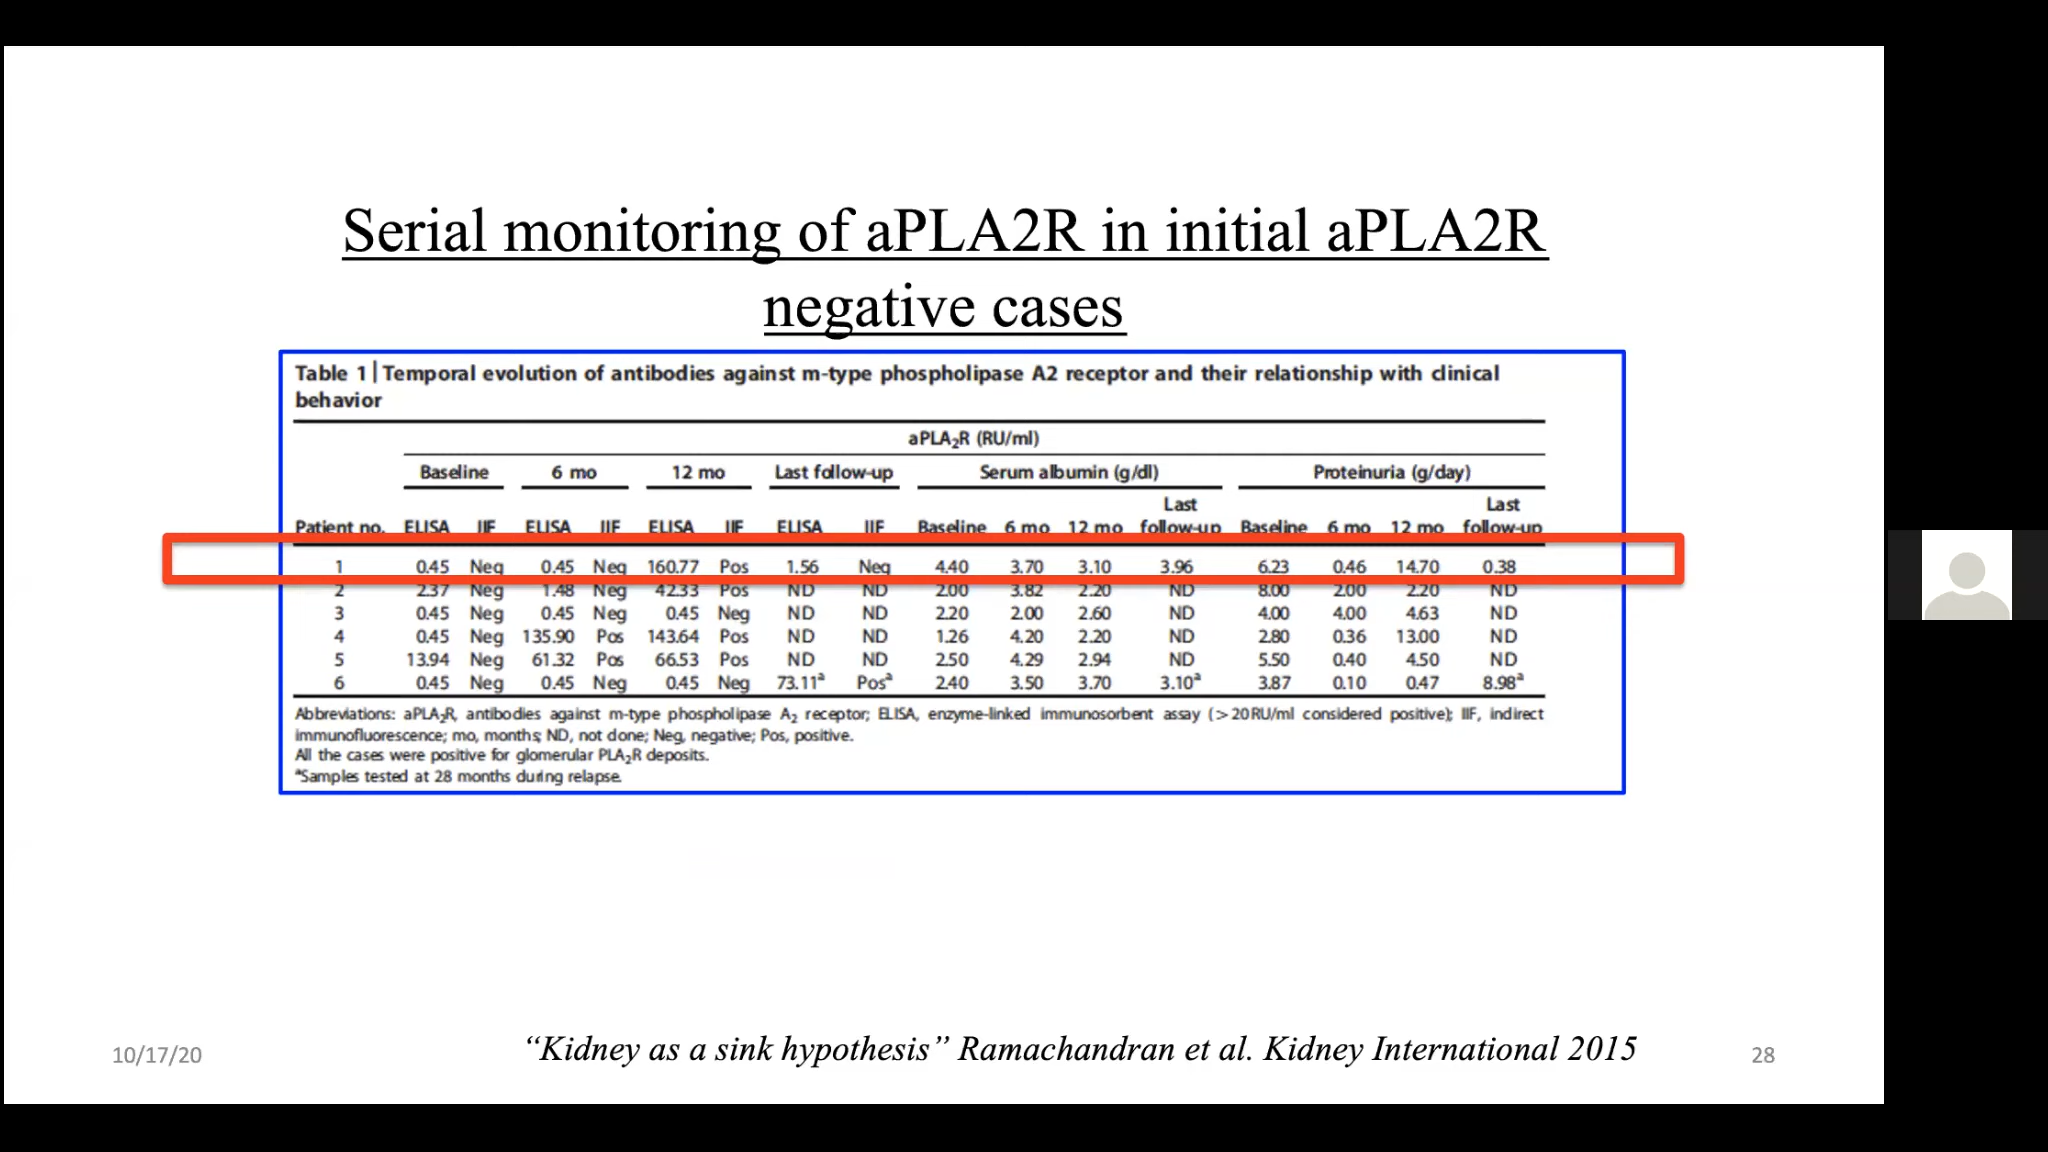 Serial monitoring of aPLA2R in initial aPLA2R
negative cases
Table 1 | Temporal evolution of antibodies against m-type phospholipase A2 receptor and their relationship with clinical
behavior
aPLA₂R (RU/ml)
Baseline 6 mo 12 mo Last follow-up Serum albumin (g/dl) Proteinuria (g/day)
Last Last
Patient no. ELISA IIF ELISA IIF ELISA IIF ELISA IIF Baseline 6 mo 12 mo follow-up Baseline 6 mo 12 mo follow-up
1 0.45 Neg 0.45 Neg 160.77 Pos 1.56 Neg 4.40 3.70 3.10 3.96 6.23 0.46 14.70 0.38
2 2.37 Neg 1.48 Neg 42.33 Pos ND ND 2.00 3.82 2.20 ND 8.00 2.00 2.20 ND
3 0.45 Neg 0.45 Neg 0.45 Neg ND ND 2.20 2.00 2.60 ND 4.00 4.00 4.63 ND
4 0.45 Neg 135.90 Pos 143.64 Pos ND ND 1.26 4.20 2.20 ND 2.80 0.36 13.00 ND
5 13.94 Neg 61.32 Pos 66.53 Pos ND ND 2.50 4.29 2.94 ND 5.50 0.40 4.50 ND
6 0.45 Neg 0.45 Neg 0.45 Neg 73.11ᵃ Posᵃ 2.40 3.50 3.70 3.10ᵃ 3.87 0.10 0.47 8.98ᵃ
Abbreviations: aPLA₂R, antibodies against m-type phospholipase A₂ receptor; ELISA, enzyme-linked immunosorbent assay (>20 RU/ml considered positive); IIF, indirect
immunofluorescence; mo, months; ND, not done; Neg, negative; Pos, positive.
All the cases were positive for glomerular PLA₂R deposits.
ᵃSamples tested at 28 months during relapse.
10/17/20
“Kidney as a sink hypothesis” Ramachandran et al. Kidney International 2015
28